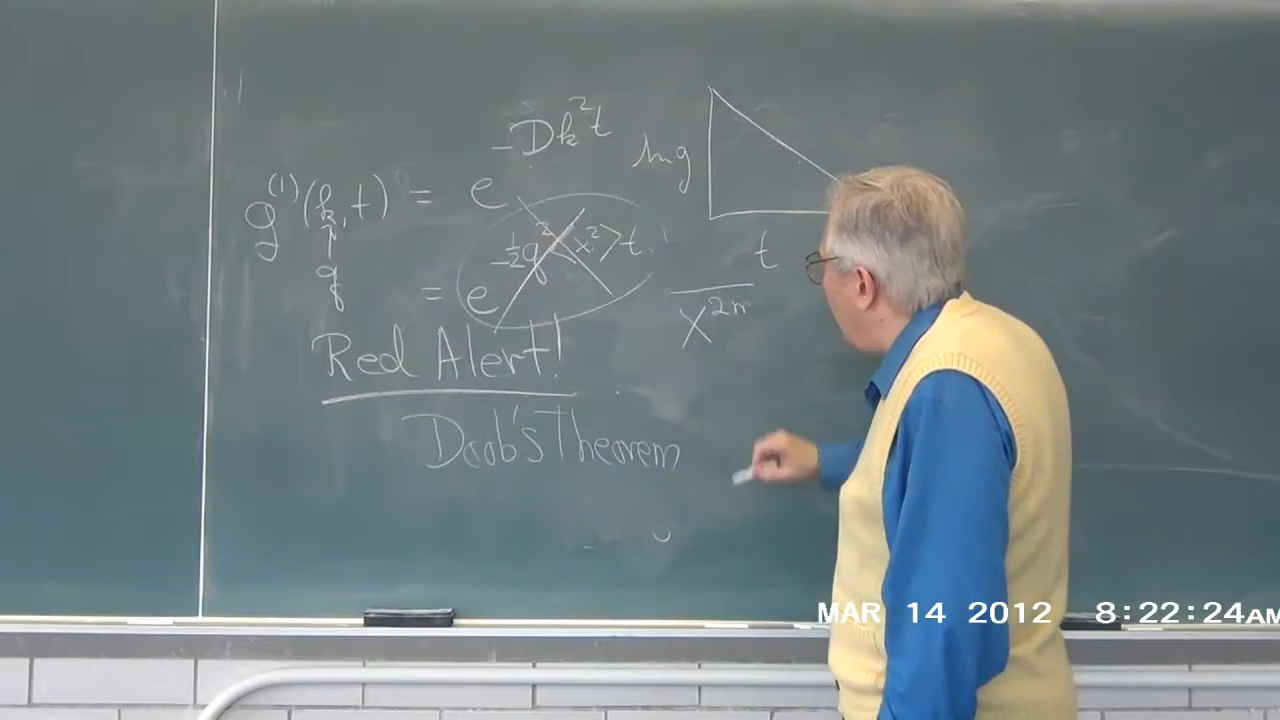 g⁽¹⁾(k, t) = e^{-Dk²t}
q
= e^{-½q²<x²>t}
ln g
t
X^{2n}
Red Alert!
Doob's Theorem
MAR 14 2012 8:22:24AM